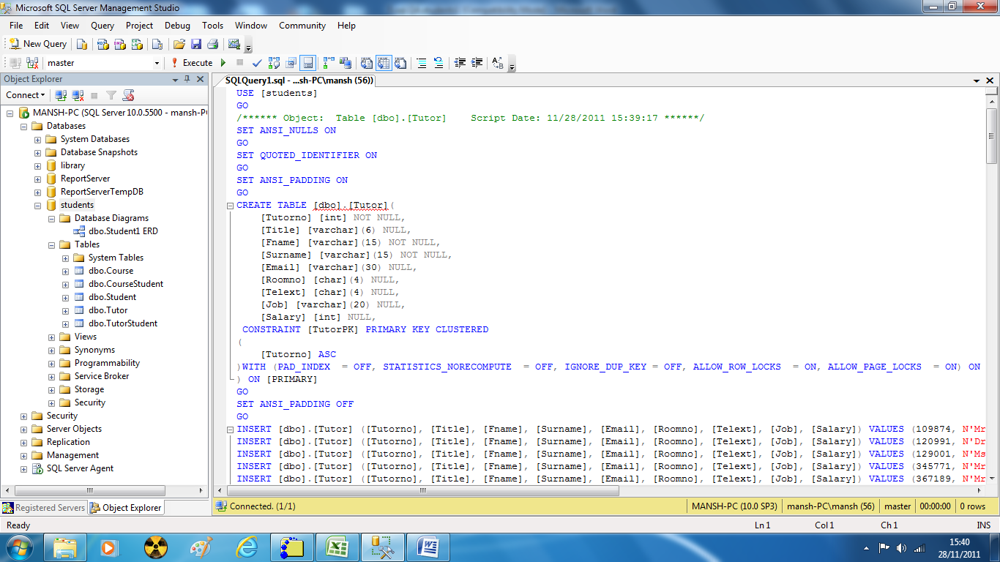 Microsoft SQL Server Management Studio
File Edit View Query Project Debug Tools Window Community Help
New Query
master Execute
Object Explorer
Connect
MANSH-PC (SQL Server 10.0.5500 - mansh-P
Databases
System Databases
Database Snapshots
library
ReportServer
ReportServerTempDB
students
Database Diagrams
dbo.Student1 ERD
Tables
System Tables
dbo.Course
dbo.CourseStudent
dbo.Student
dbo.Tutor
dbo.TutorStudent
Views
Synonyms
Programmability
Service Broker
Storage
Security
Security
Server Objects
Replication
Management
SQL Server Agent
Registered Servers Object Explorer
SQLQuery1.sql - ...sh-PC\mansh (56))
USE [students]
GO
/****** Object:  Table [dbo].[Tutor]    Script Date: 11/28/2011 15:39:17 ******/
SET ANSI_NULLS ON
GO
SET QUOTED_IDENTIFIER ON
GO
SET ANSI_PADDING ON
GO
CREATE TABLE [dbo].[Tutor](
[Tutorno] [int] NOT NULL,
[Title] [varchar](6) NULL,
[Fname] [varchar](15) NOT NULL,
[Surname] [varchar](15) NOT NULL,
[Email] [varchar](30) NULL,
[Roomno] [char](4) NULL,
[Telext] [char](4) NULL,
[Job] [varchar](20) NULL,
[Salary] [int] NULL,
CONSTRAINT [TutorPK] PRIMARY KEY CLUSTERED
(
[Tutorno] ASC
)WITH (PAD_INDEX  = OFF, STATISTICS_NORECOMPUTE  = OFF, IGNORE_DUP_KEY = OFF, ALLOW_ROW_LOCKS  = ON, ALLOW_PAGE_LOCKS  = ON) ON
) ON [PRIMARY]
GO
SET ANSI_PADDING OFF
GO
INSERT [dbo].[Tutor] ([Tutorno], [Title], [Fname], [Surname], [Email], [Roomno], [Telext], [Job], [Salary]) VALUES (109874, N'Mr
INSERT [dbo].[Tutor] ([Tutorno], [Title], [Fname], [Surname], [Email], [Roomno], [Telext], [Job], [Salary]) VALUES (120991, N'Dr
INSERT [dbo].[Tutor] ([Tutorno], [Title], [Fname], [Surname], [Email], [Roomno], [Telext], [Job], [Salary]) VALUES (129001, N'Ms
INSERT [dbo].[Tutor] ([Tutorno], [Title], [Fname], [Surname], [Email], [Roomno], [Telext], [Job], [Salary]) VALUES (345771, N'Mr
INSERT [dbo].[Tutor] ([Tutorno], [Title], [Fname], [Surname], [Email], [Roomno], [Telext], [Job], [Salary]) VALUES (367189, N'Mr
Connected. (1/1) MANSH-PC (10.0 SP3) mansh-PC\mansh (56) master 00:00:00 0 rows
Ready Ln 1 Col 1 Ch 1 INS
15:40
28/11/2011